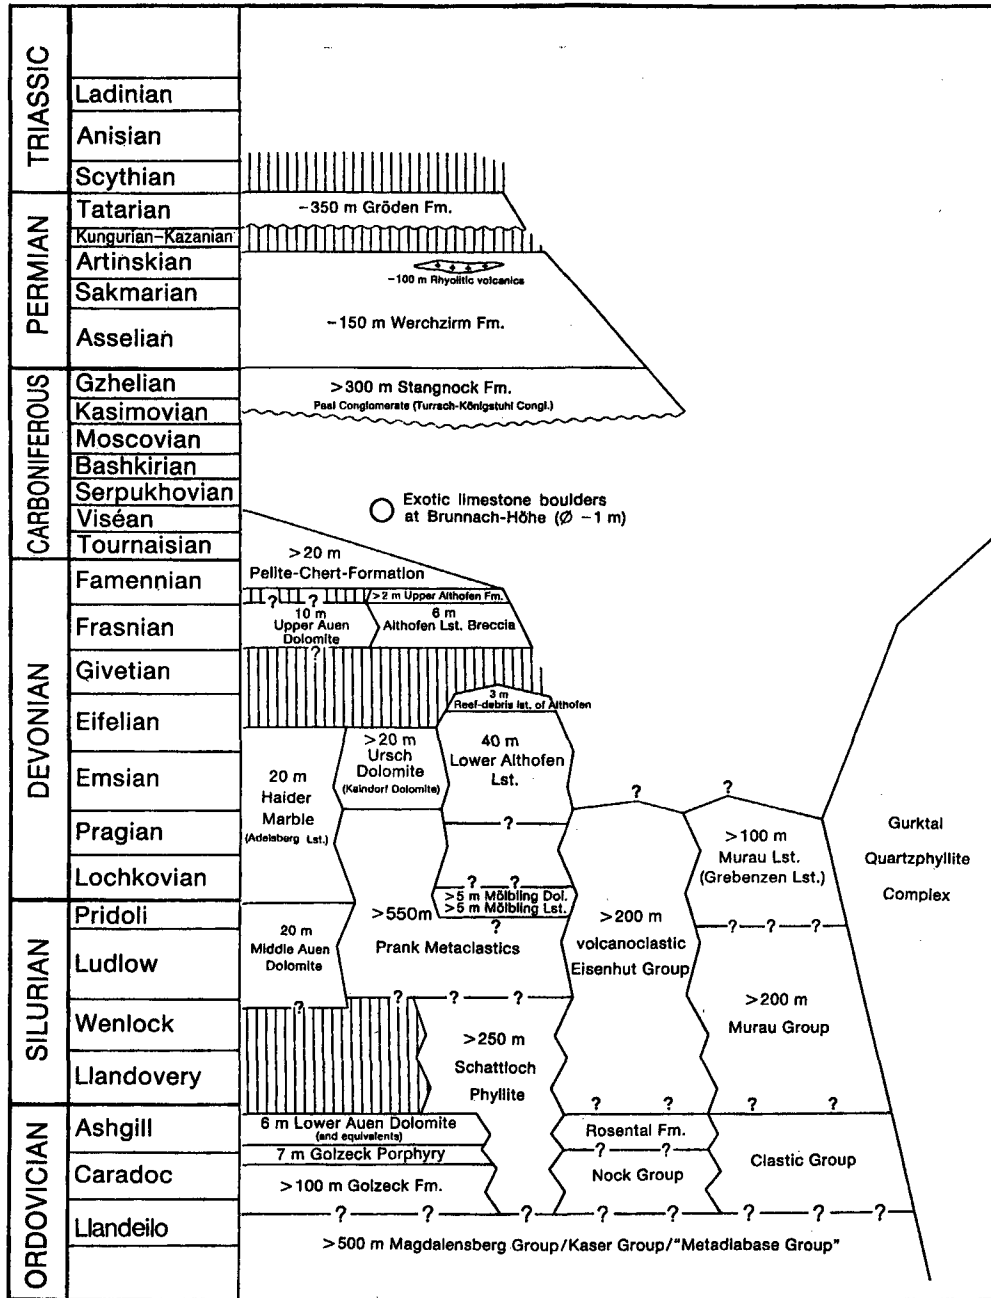 TRIASSIC
Ladinian
Anisian
Scythian
PERMIAN
Tatarian
~350 m Gröden Fm.
Kungurian-Kazanian
Artinskian
~100 m Rhyolitic volcanics
Sakmarian
~150 m Werchzirm Fm.
Asselian
CARBONIFEROUS
Gzhelian
>300 m Stangnock Fm.
Kasimovian
Paal Conglomerate (Turrach-Königstuhl Congl.)
Moscovian
Bashkirian
Serpukhovian
Exotic limestone boulders
at Brunnach-Höhe (Ø ~1 m)
Viséan
Tournaisian
>20 m
Pelite-Chert-Formation
DEVONIAN
Famennian
? ?
>2 m Upper Althofen Fm.
Frasnian
10 m
Upper Auen
Dolomite
?
6 m
Althofen Lst. Breccia
Givetian
3 m
Reef-debris lst. of Althofen
Eifelian
>20 m
Ursch
Dolomite
(Kaindorf Dolomite)
40 m
Lower Althofen
Lst.
Emsian
20 m
Haider
Marble
(Adelsberg Lst.)
? ?
Pragian
?
>100 m
Murau Lst.
(Grebenzen Lst.)
Gurktal
Quartzphyllite
Complex
Lochkovian
? ?
>5 m Mölbling Dol.
>5 m Mölbling Lst.
?
SILURIAN
Pridoli
20 m
Middle Auen
Dolomite
?
>550m
Prank Metaclastics
? ? ?
>200 m
volcanoclastic
Eisenhut Group
? ? ?
Ludlow
>200 m
Murau Group
Wenlock
>250 m
Schattloch
Phyllite
Llandovery
? ? ? ?
ORDOVICIAN
Ashgill
6 m Lower Auen Dolomite
(and equivalents)
Rosental Fm.
? ?
Caradoc
7 m Golzeck Porphyry
>100 m Golzeck Fm.
Nock Group
Clastic Group
Llandeilo
? ? ? ? ? ? ? ? ?
>500 m Magdalensberg Group/Kaser Group/"Metadiabase Group"